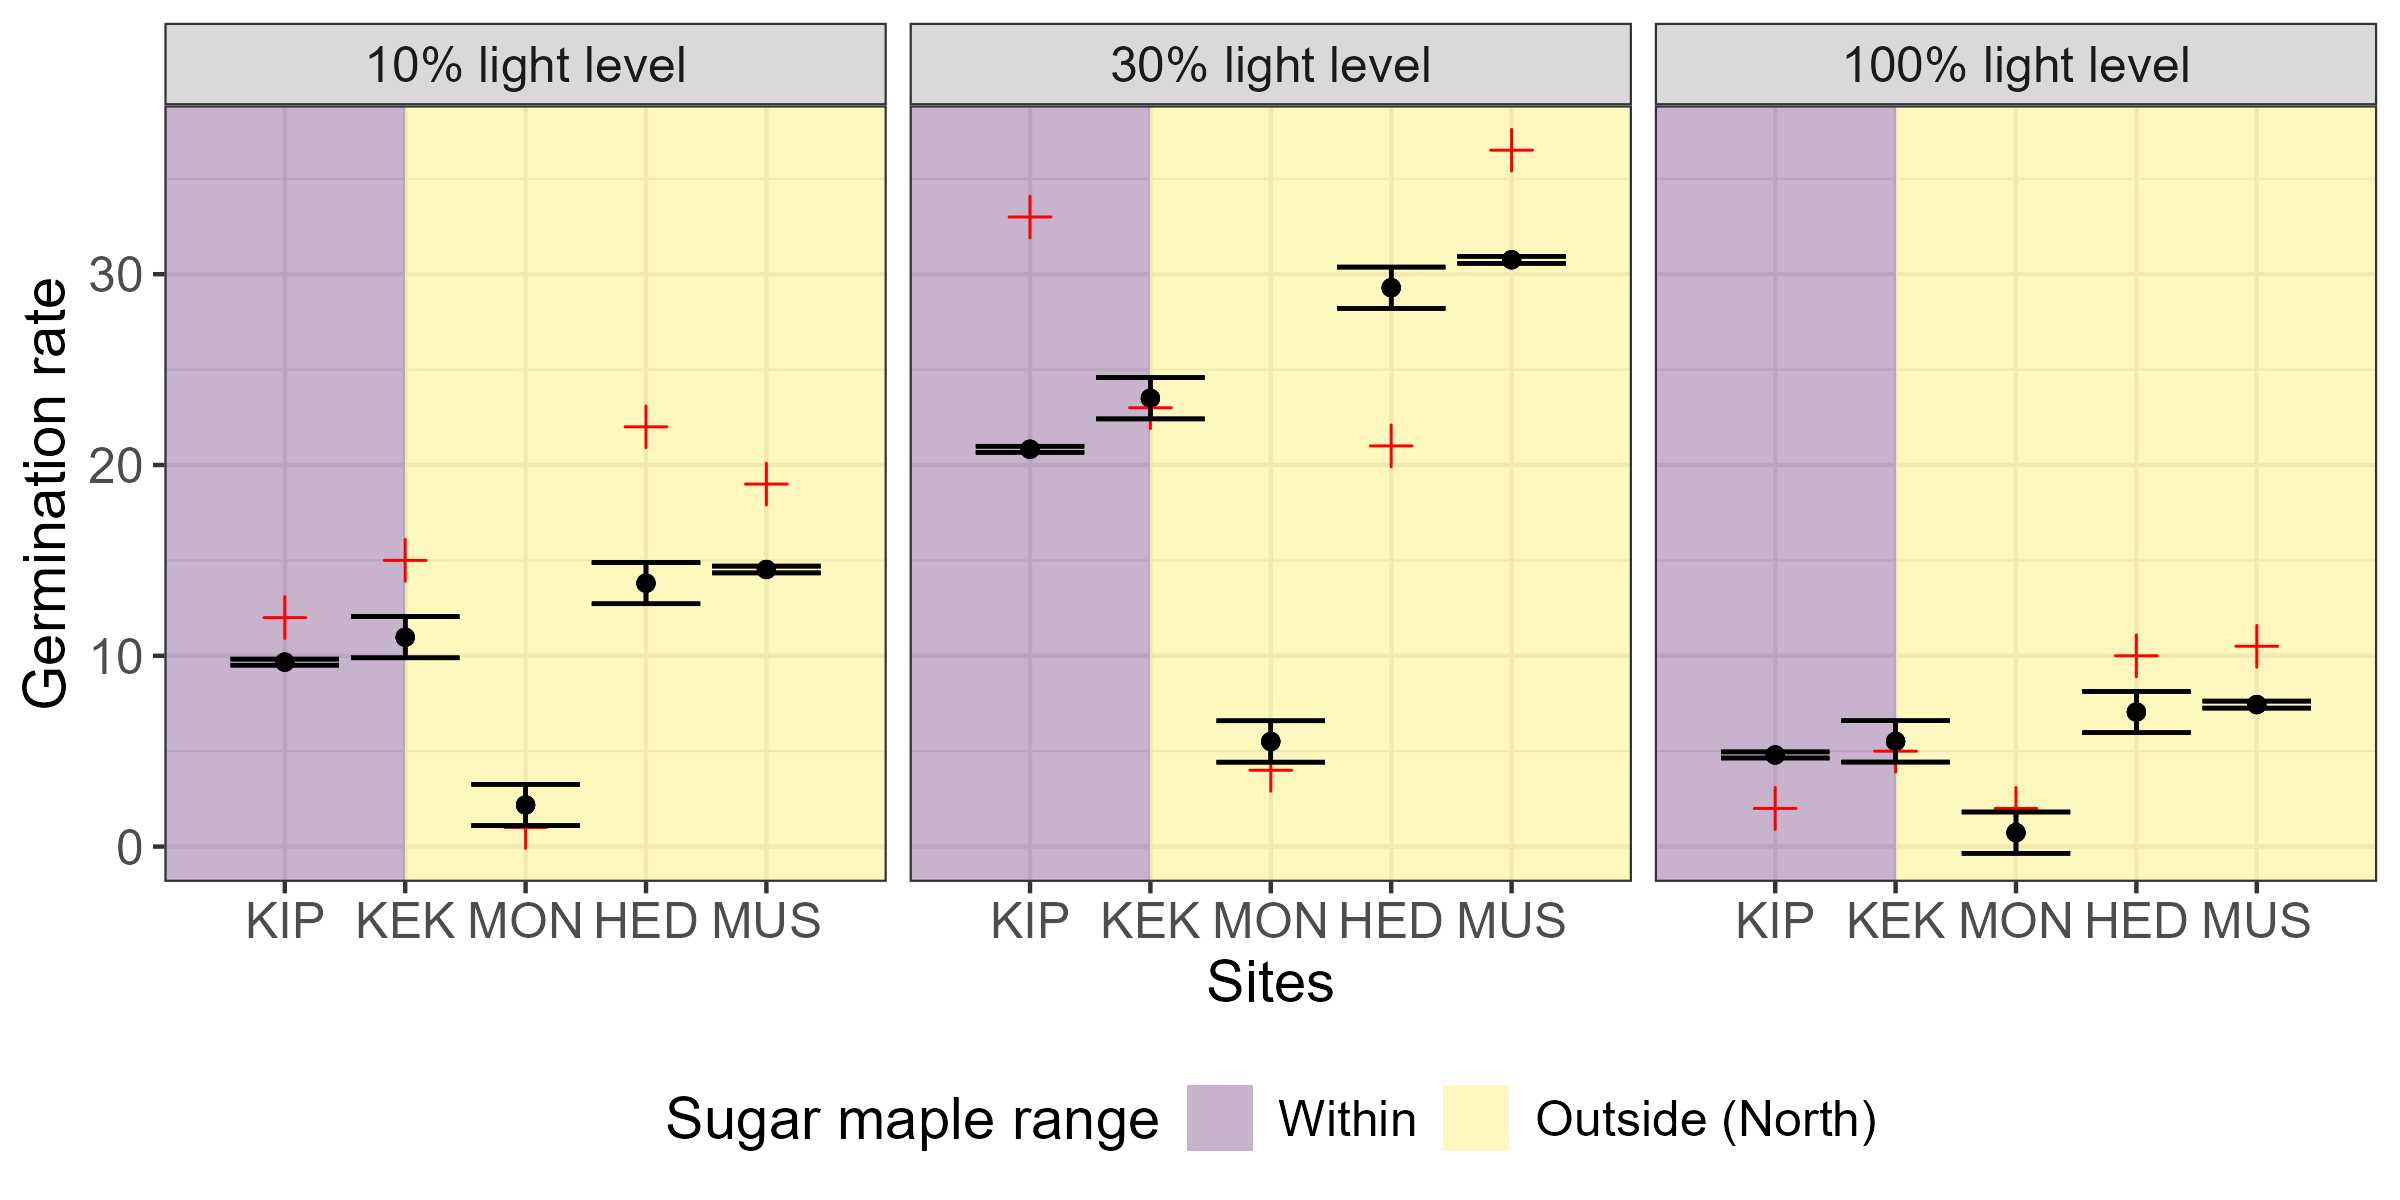 10% light level
30% light level
100% light level
Germination rate
30
20
10
0
KIP KEK MON HED MUS
KIP KEK MON HED MUS
KIP KEK MON HED MUS
Sites
Sugar maple range Within Outside (North)